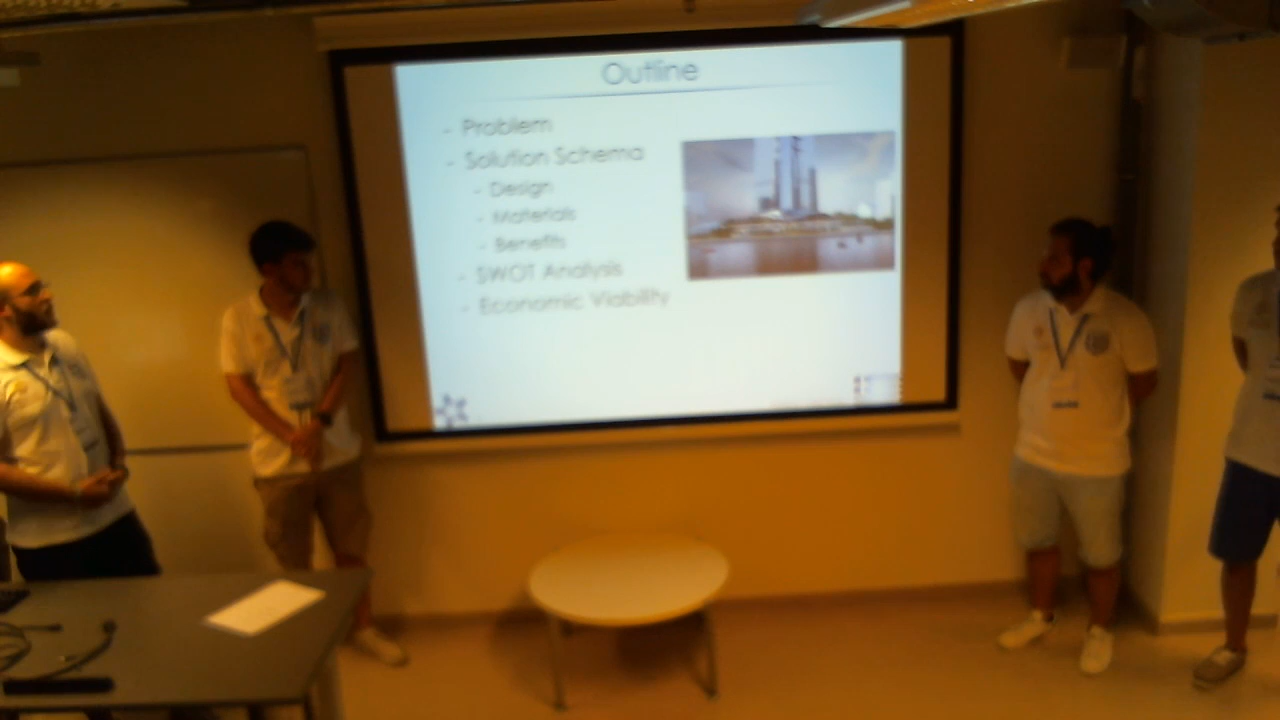 Outline
- Problem
- Solution Schema
- Design
- Materials
- Benefits
- SWOT Analysis
- Economic Viability